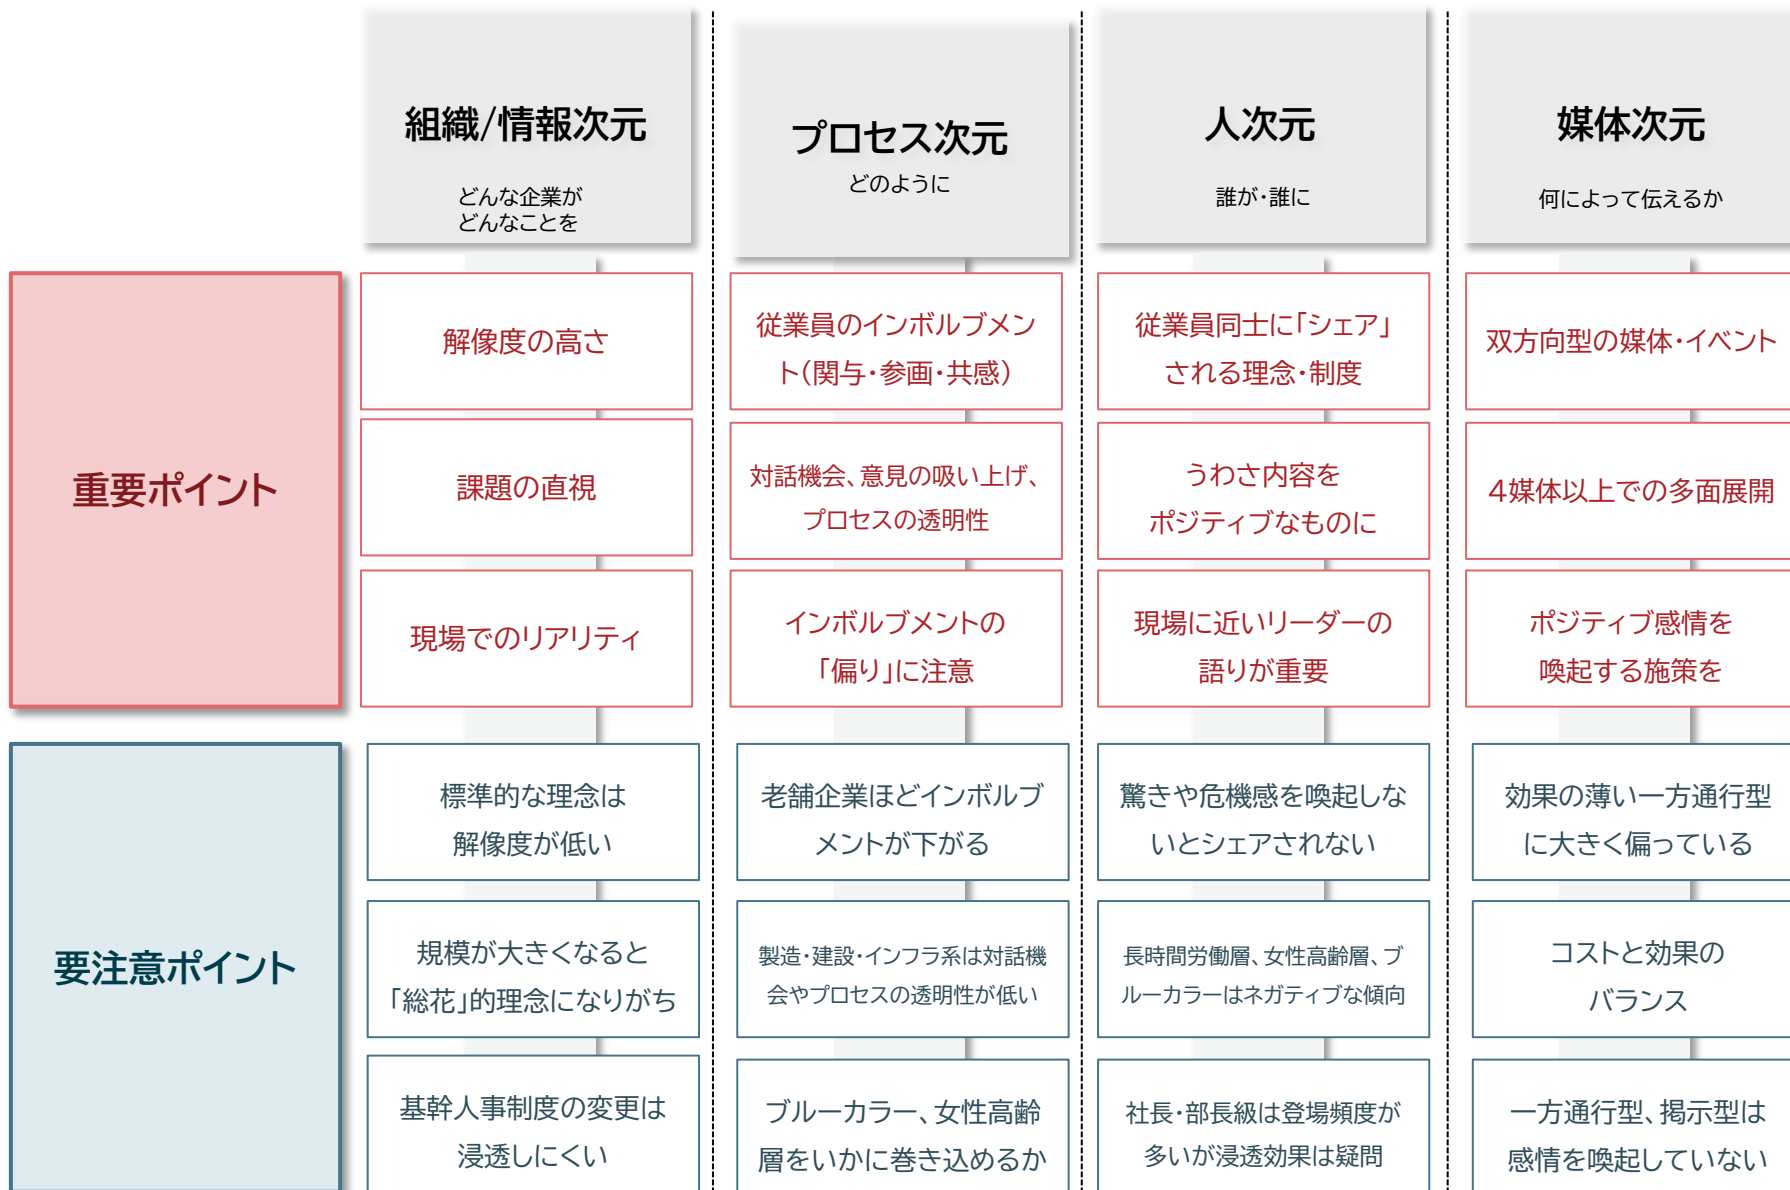 組織/情報次元
どんな企業が
どんなことを
プロセス次元
どのように
人次元
誰が・誰に
媒体次元
何によって伝えるか
重要ポイント
解像度の高さ
従業員のインボルブメン
ト(関与・参画・共感)
従業員同士に「シェア」
される理念・制度
双方向型の媒体・イベント
課題の直視
対話機会、意見の吸い上げ、
プロセスの透明性
うわさ内容を
ポジティブなものに
4媒体以上での多面展開
現場でのリアリティ
インボルブメントの
「偏り」に注意
現場に近いリーダーの
語りが重要
ポジティブ感情を
喚起する施策を
要注意ポイント
標準的な理念は
解像度が低い
老舗企業ほどインボルブ
メントが下がる
驚きや危機感を喚起しな
いとシェアされない
効果の薄い一方通行型
に大きく偏っている
規模が大きくなると
「総花」的理念になりがち
製造・建設・インフラ系は対話機
会やプロセスの透明性が低い
長時間労働層、女性高齢層、ブ
ルーカラーはネガティブな傾向
コストと効果の
バランス
基幹人事制度の変更は
浸透しにくい
ブルーカラー、女性高齢
層をいかに巻き込めるか
社長・部長級は登場頻度が
多いが浸透効果は疑問
一方通行型、掲示型は
感情を喚起していない